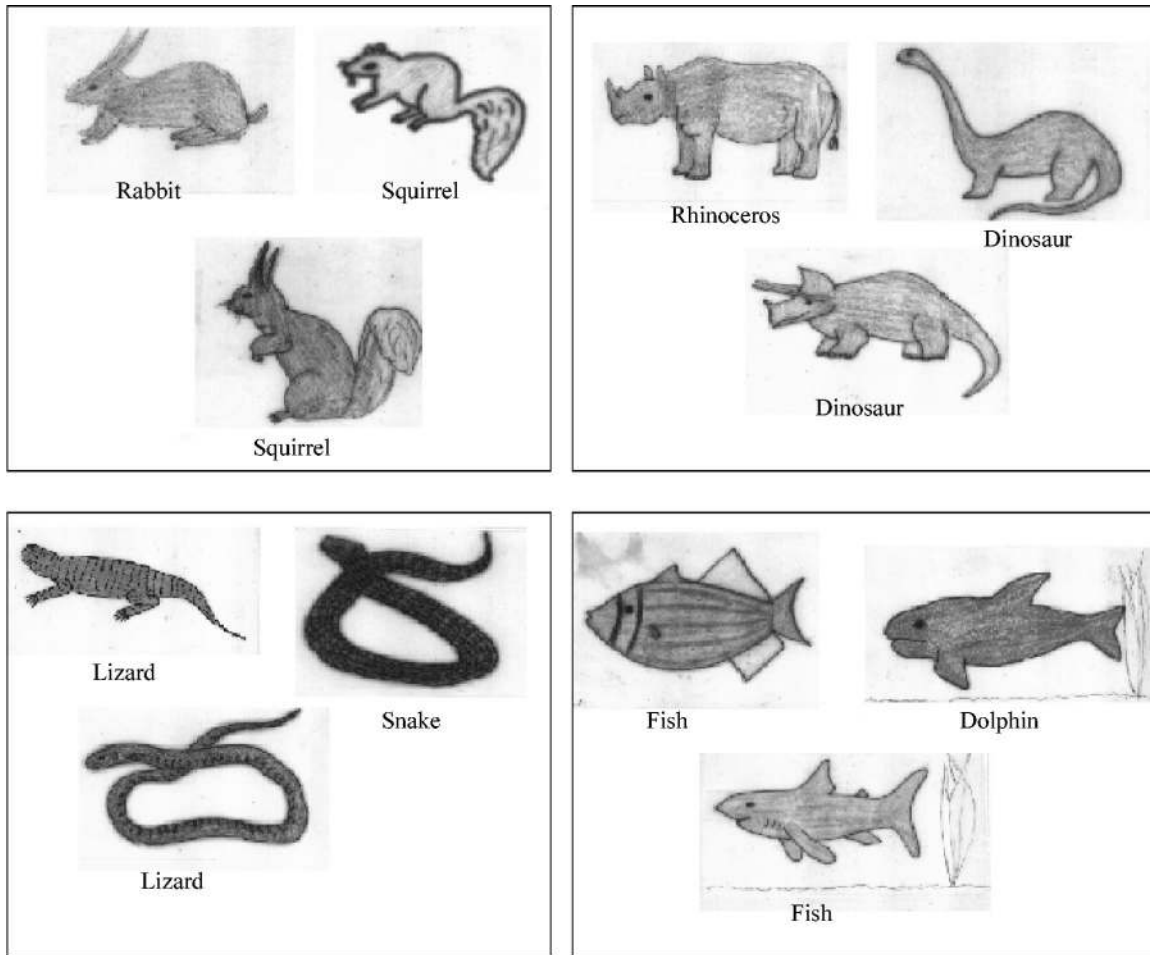 Rabbit
Squirrel
Squirrel
Rhinoceros
Dinosaur
Dinosaur
Lizard
Snake
Lizard
Fish
Dolphin
Fish